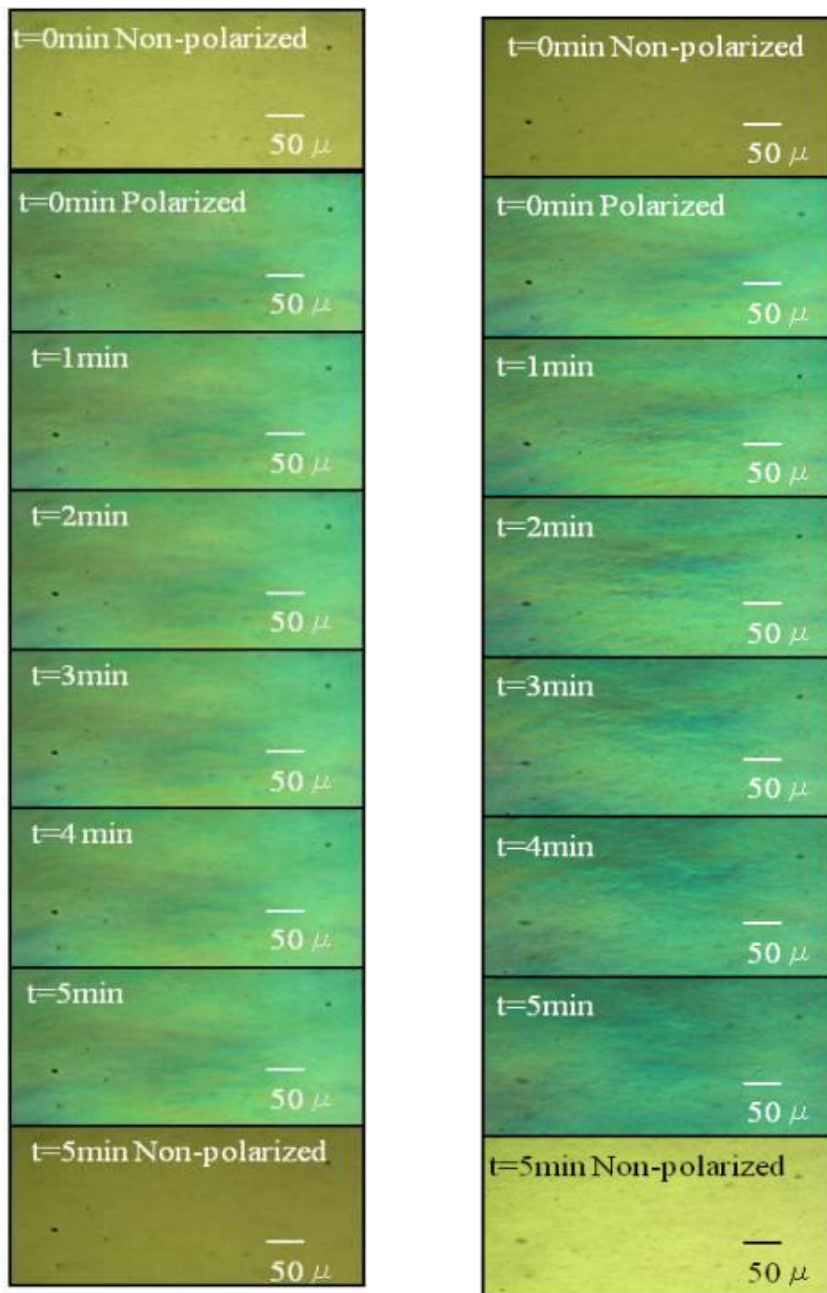 t=0min Non-polarized
50 μ
t=0min Polarized
50 μ
t=1min
50 μ
t=2min
50 μ
t=3min
50 μ
t=4 min
50 μ
t=5min
50 μ
t=5min Non-polarized
50 μ
t=0min Non-polarized
50 μ
t=0min Polarized
50 μ
t=1min
50 μ
t=2min
50 μ
t=3min
50 μ
t=4min
50 μ
t=5min
50 μ
t=5min Non-polarized
50 μ